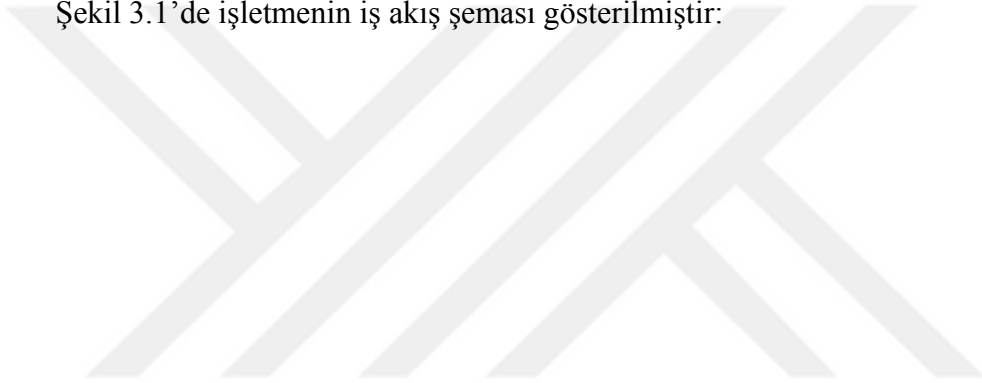 Şekil 3.1’de işletmenin iş akış şeması gösterilmiştir: